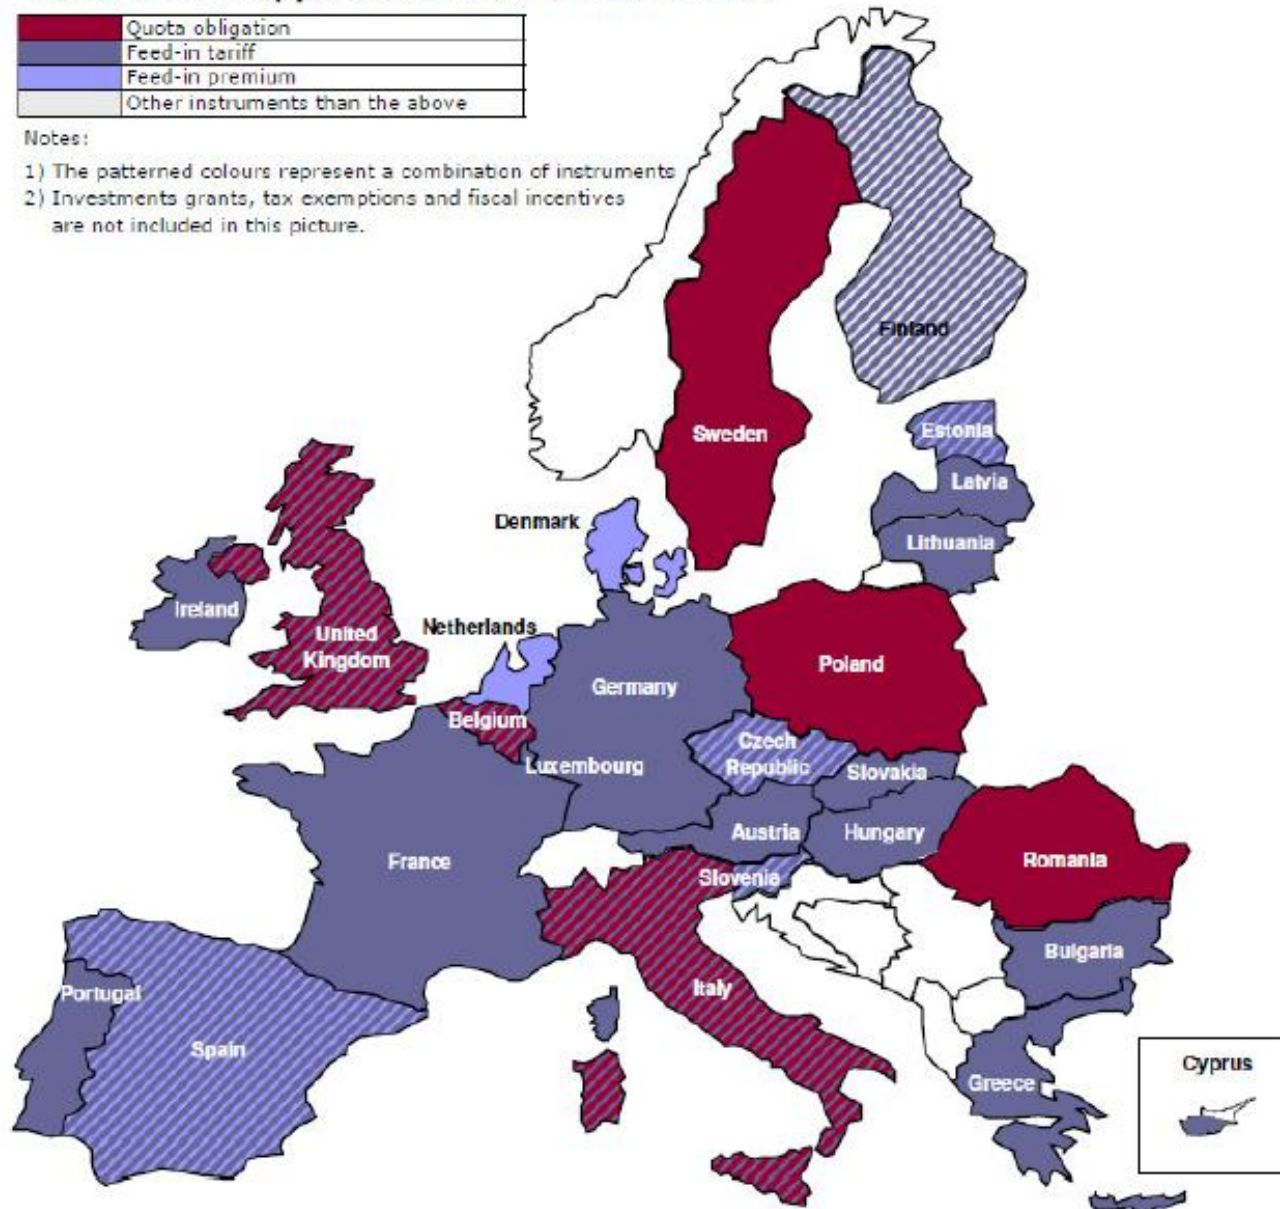 Quota obligation
Feed-in tariff
Feed-in premium
Other instruments than the above
Notes:
1) The patterned colours represent a combination of instruments
2) Investments grants, tax exemptions and fiscal incentives
are not included in this picture.
Finland
Sweden
Estonia
Latvia
Denmark
Lithuania
Ireland
Netherlands
United
Kingdom
Poland
Germany
Belgium
Czech
Republic
Luxembourg
Slovakia
Austria
Hungary
France
Romania
Slovenia
Bulgaria
Portugal
Italy
Spain
Cyprus
Greece